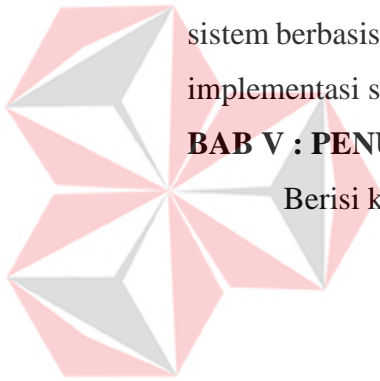 sistem berbasis
implementasi s
BAB V : PENU
Berisi k